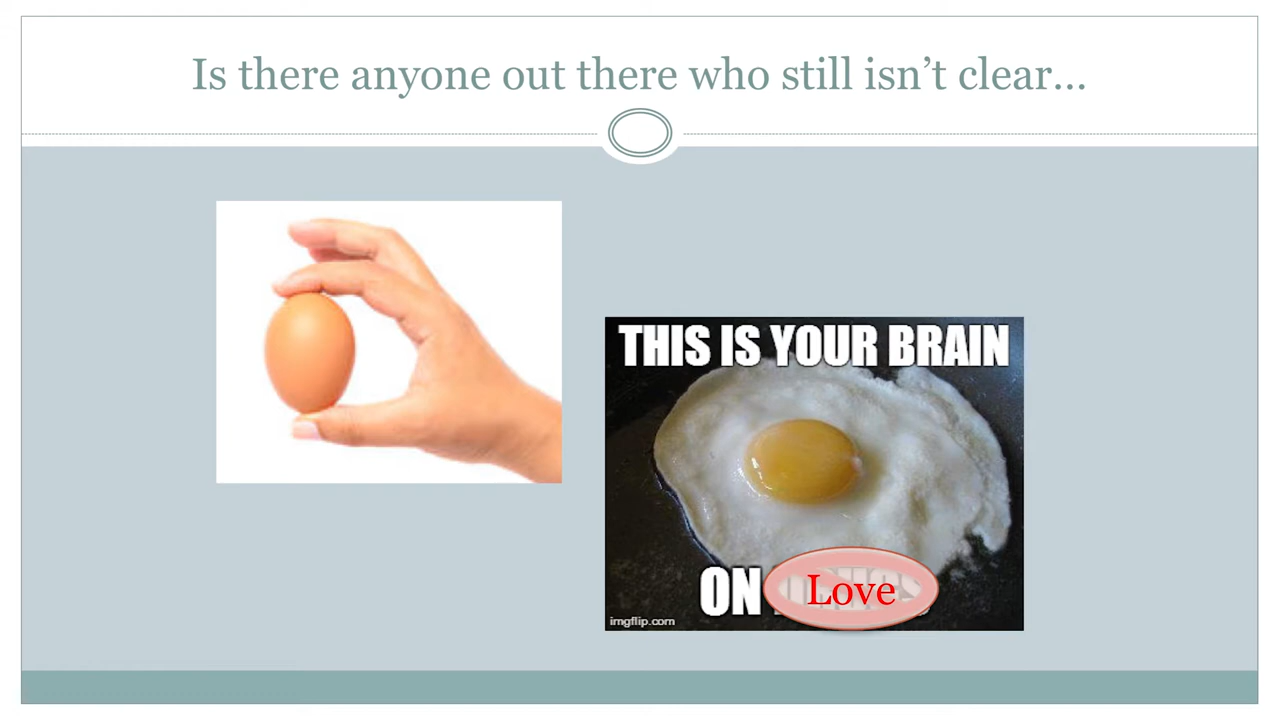 Is there anyone out there who still isn't clear...
THIS IS YOUR BRAIN
ON
Love
imgflip.com